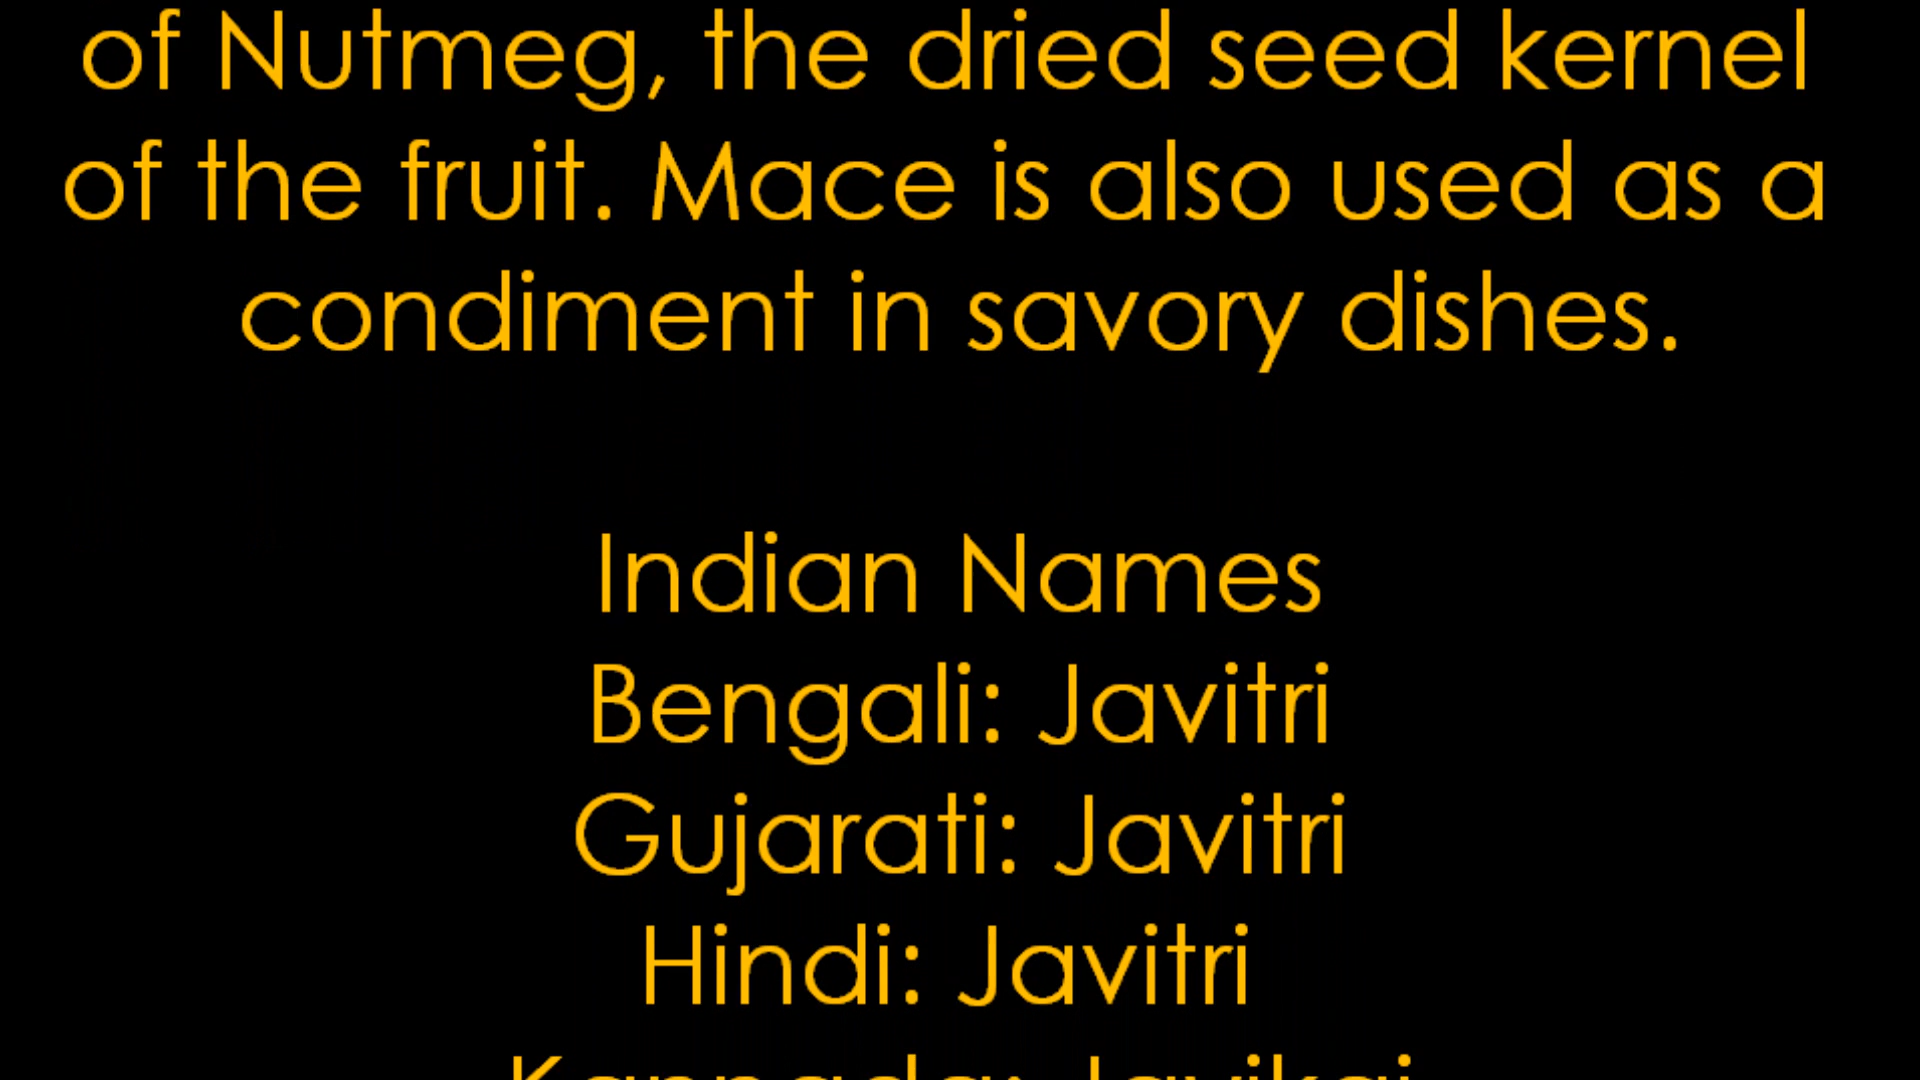 of Nutmeg, the dried seed kernel
of the fruit. Mace is also used as a
condiment in savory dishes.
Indian Names
Bengali: Javitri
Gujarati: Javitri
Hindi: Javitri